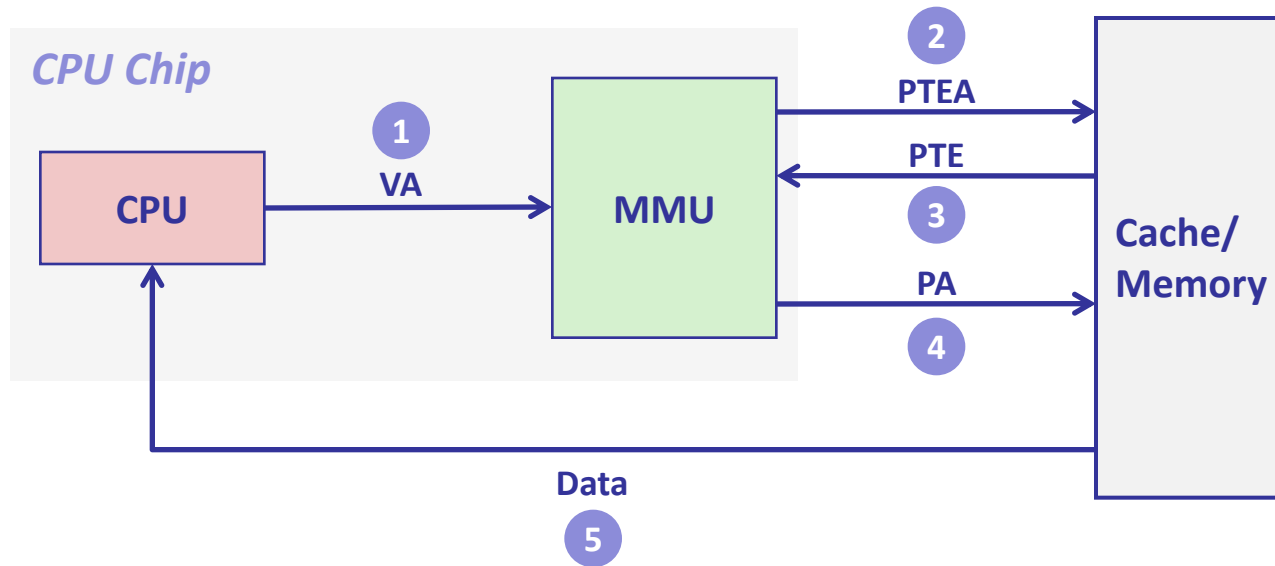 CPU Chip
2
PTEA
1
VA
PTE
CPU
MMU
3
Cache/
Memory
PA
4
Data
5